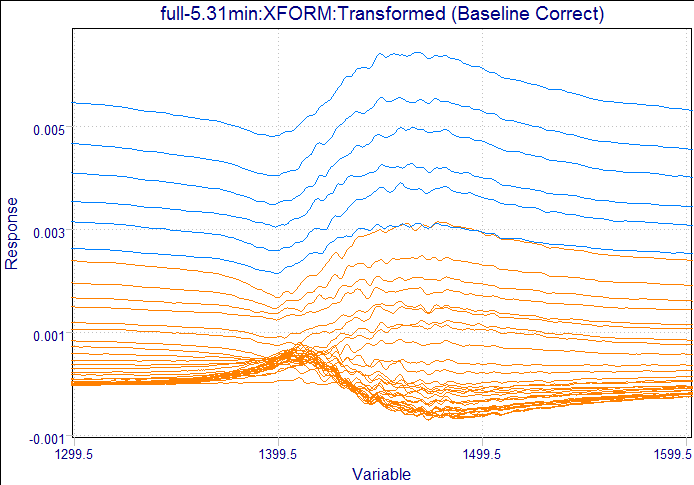 full-5.31min:XFORM:Transformed (Baseline Correct)
Response
0.005
0.003
0.001
-0.001
1299.5 1399.5 1499.5 1599.5
Variable